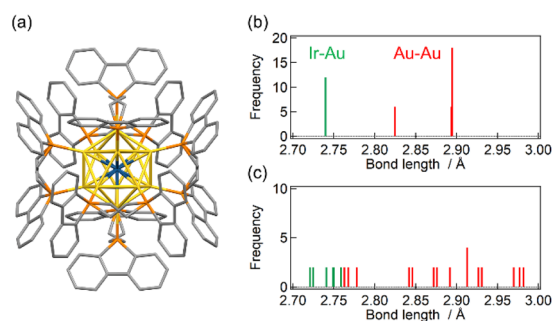 (a)
(b)
Frequency
20
15
10
5
0
Ir-Au
Au-Au
2.70 2.75 2.80 2.85 2.90 2.95 3.00
Bond length / Å
(c)
Frequency
10
5
0
2.70 2.75 2.80 2.85 2.90 2.95 3.00
Bond length / Å